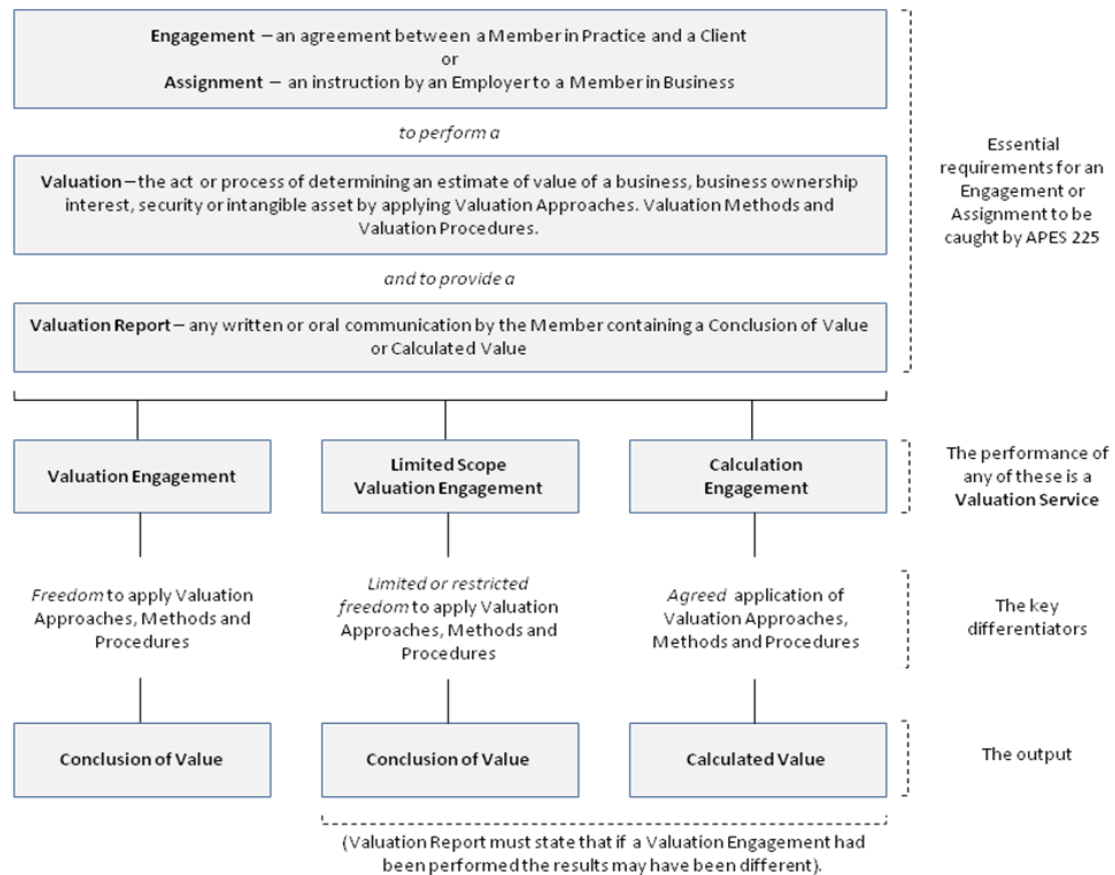 Engagement – an agreement between a Member in Practice and a Client
or
Assignment – an instruction by an Employer to a Member in Business
to perform a
Valuation – the act or process of determining an estimate of value of a business, business ownership
interest, security or intangible asset by applying Valuation Approaches. Valuation Methods and
Valuation Procedures.
and to provide a
Valuation Report – any written or oral communication by the Member containing a Conclusion of Value
or Calculated Value
Essential
requirements for an
Engagement or
Assignment to be
caught by APES 225
Valuation Engagement
Limited Scope
Valuation Engagement
Calculation
Engagement
The performance of
any of these is a
Valuation Service
Freedom to apply Valuation
Approaches, Methods and
Procedures
Limited or restricted
freedom to apply Valuation
Approaches, Methods and
Procedures
Agreed application of
Valuation Approaches,
Methods and Procedures
The key
differentiators
Conclusion of Value
Conclusion of Value
Calculated Value
The output
(Valuation Report must state that if a Valuation Engagement had
been performed the results may have been different).